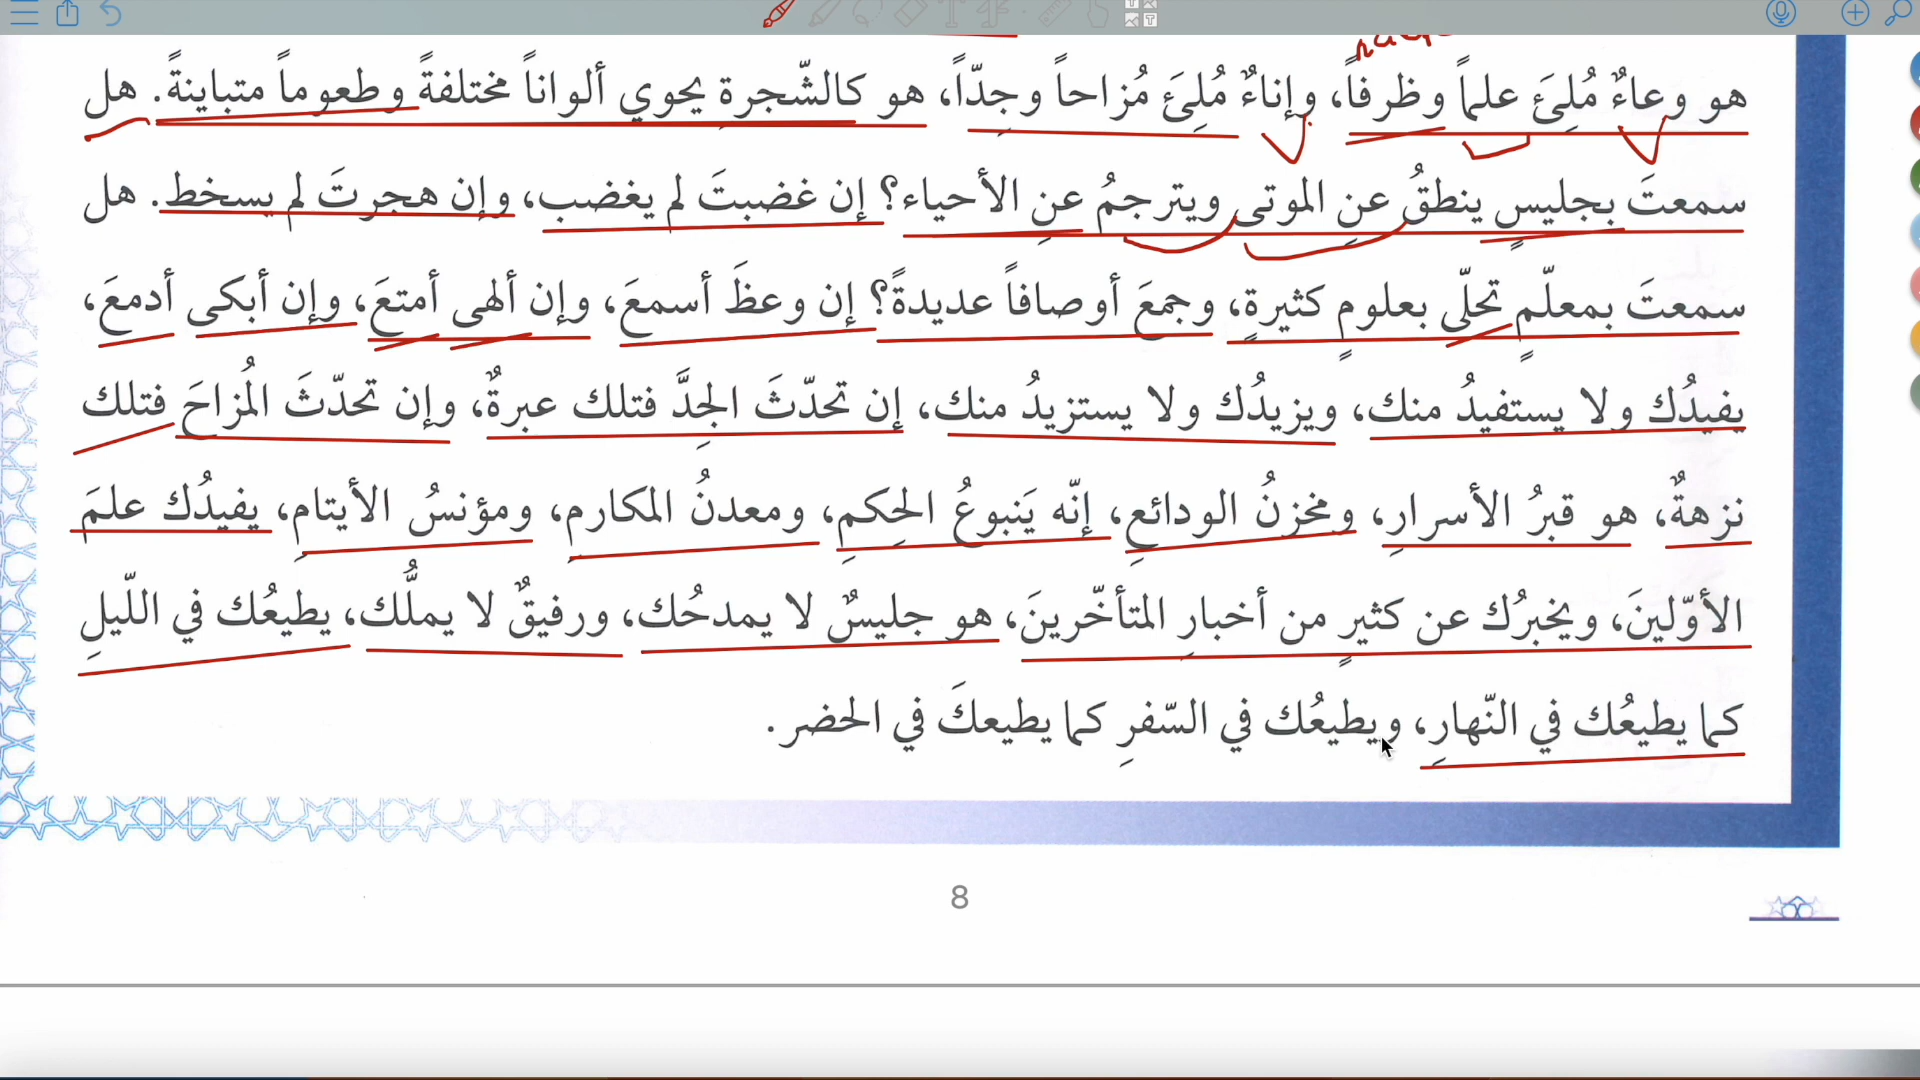 هو وعاءٌ مُلِئَ علماً وظرفاً، وإناءٌ مُلِئَ مُزاحاً وجِدّاً، هو كالشّجرةِ يحوي ألواناً مختلفةً وطعوماً متباينةً. هل
سمعتَ بجليسٍ ينطقُ عنِ الموتى ويترجمُ عنِ الأحياء؟ إن غضبتَ لم يغضب، وإن هجرتَ لم يسخط. هل
سمعتَ بمعلّمٍ تحلّى بعلومٍ كثيرةٍ، وجمعَ أوصافاً عديدةً؟ إن وعظَ أسمعَ، وإن ألهى أمتعَ، وإن أبكى أدمعَ،
يفيدُك ولا يستفيدُ منك، ويزيدُك ولا يستزيدُ منك، إن تحدّثَ الجِدَّ فتلك عبرةٌ، وإن تحدّثَ المُزاحَ فتلك
نزهةٌ، هو قبرُ الأسرارِ، ومخزنُ الودائعِ، إنّه يَنبوعُ الحِكمِ، ومعدنُ المكارمِ، ومؤنسُ الأيتامِ، يفيدُك علمَ
الأوّلينَ، ويخبرُك عن كثيرٍ من أخبارِ المتأخّرينَ، هو جليسٌ لا يمدحُك، ورفيقٌ لا يملُّك، يطيعُك في اللّيلِ
كما يطيعُك في النّهارِ، ويطيعُك في السّفرِ كما يطيعكَ في الحضر.
8